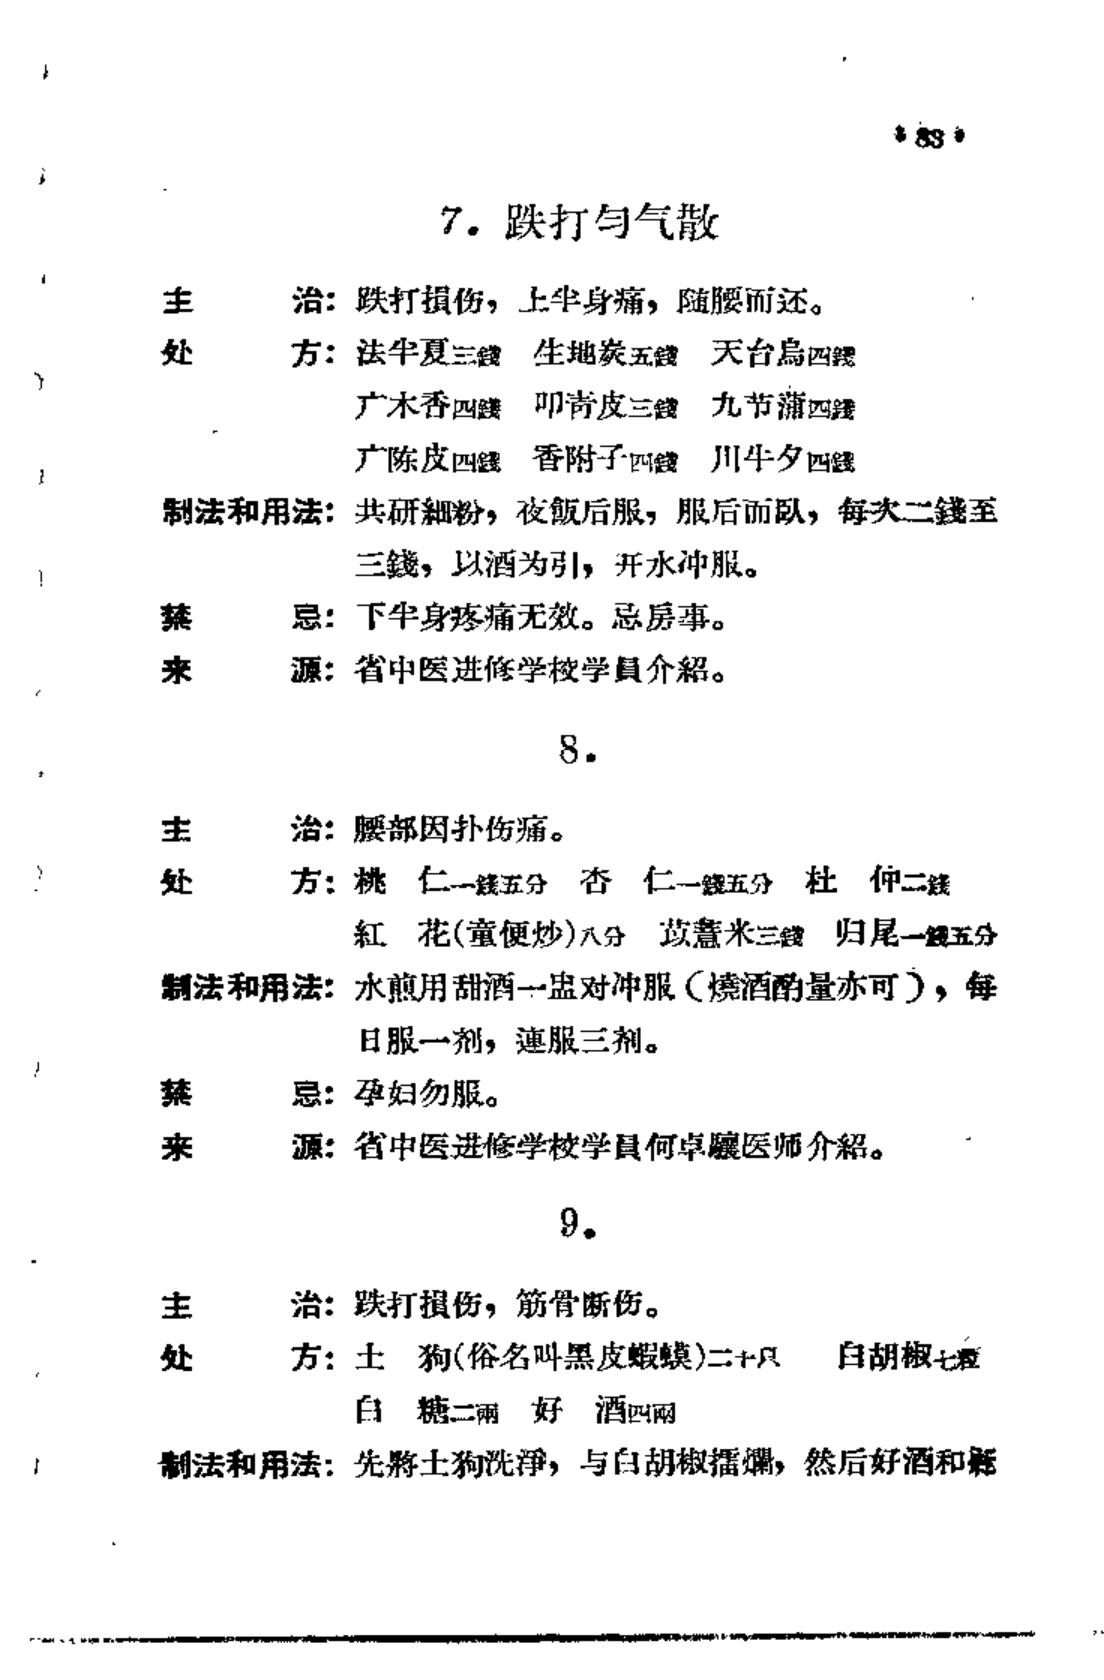 • 83 •
7. 跌打匀气散
主 治：跌打損伤，上半身痛，随腰而还。
处 方：法半夏三錢 生地炭五錢 天台烏四錢
广木香四錢 叩青皮三錢 九节蒲四錢
广陈皮四錢 香附子四錢 川牛夕四錢
制法和用法：共研細粉，夜飯后服，服后而臥，每次二錢至
三錢，以酒为引，开水冲服。
禁 忌：下半身疼痛无效。忌房事。
来 源：省中医进修学校学員介紹。
8.
主 治：腰部因扑伤痛。
处 方：桃 仁一錢五分 杏 仁一錢五分 杜 仲二錢
紅 花(童便炒)八分 苡薏米三錢 归尾一錢五分
制法和用法：水煎用甜酒一盅对冲服（燒酒酌量亦可），每
日服一剂，連服三剂。
禁 忌：孕妇勿服。
来 源：省中医进修学校学員何卓驤医师介紹。
9.
主 治：跌打損伤，筋骨断伤。
处 方：土 狗(俗名叫黑皮蝦蟆)二十只 白胡椒七粒
白 糖二兩 好 酒四兩
制法和用法：先將土狗洗淨，与白胡椒擂爛，然后好酒和